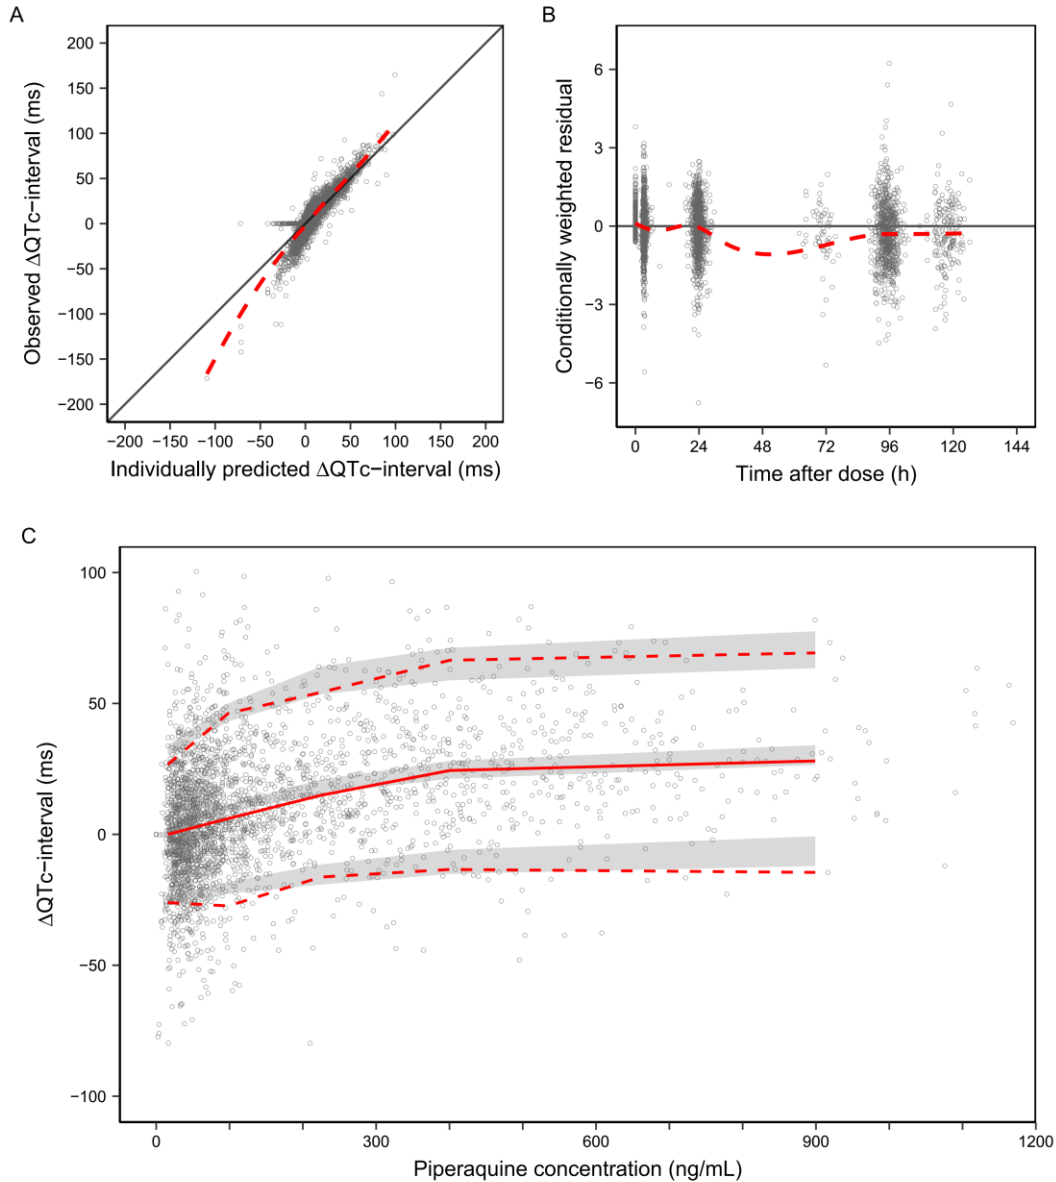 A
B
200
150
100
50
0
−50
−100
−150
−200
Observed ΔQTc−interval (ms)
−200 −150 −100 −50 0 50 100 150 200
Individually predicted ΔQTc−interval (ms)
6
3
0
−3
−6
Conditionally weighted residual
0 24 48 72 96 120 144
Time after dose (h)
C
100
50
0
−50
−100
ΔQTc−interval (ms)
0 300 600 900 1200
Piperaquine concentration (ng/mL)